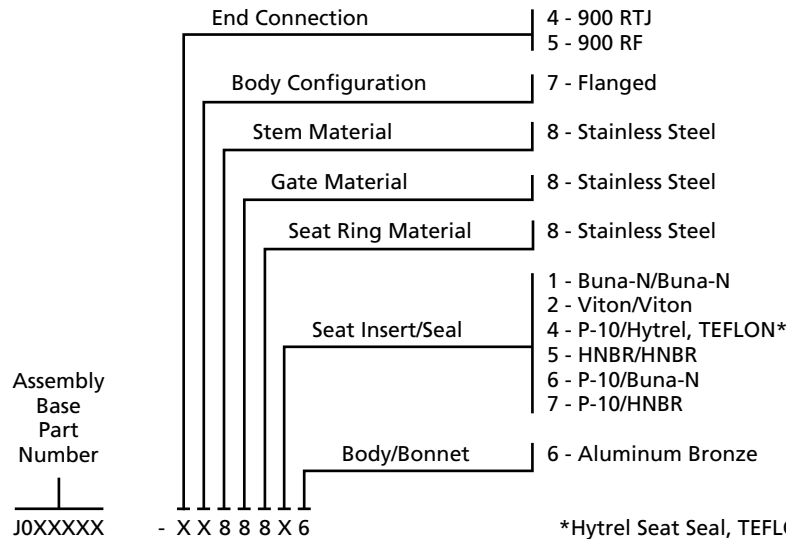 End Connection
4 - 900 RTJ
5 - 900 RF
Body Configuration
7 - Flanged
Stem Material
8 - Stainless Steel
Gate Material
8 - Stainless Steel
Seat Ring Material
8 - Stainless Steel
Seat Insert/Seal
1 - Buna-N/Buna-N
2 - Viton/Viton
4 - P-10/Hytrel, TEFLON*
5 - HNBR/HNBR
6 - P-10/Buna-N
7 - P-10/HNBR
Body/Bonnet
6 - Aluminum Bronze
Assembly
Base
Part
Number
J0XXXXX - X X 8 8 8 X 6
*Hytrel Seat Seal,